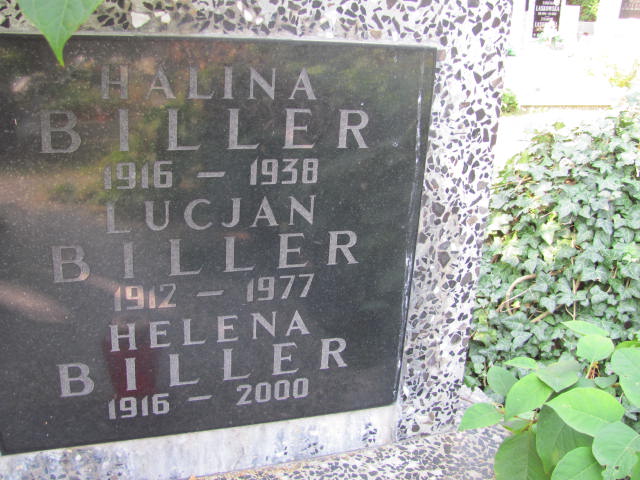 HALINA
BILLER
1916 - 1938
LUCJAN
BILLER
1912 - 1977
HELENA
BILLER
1916 - 2000